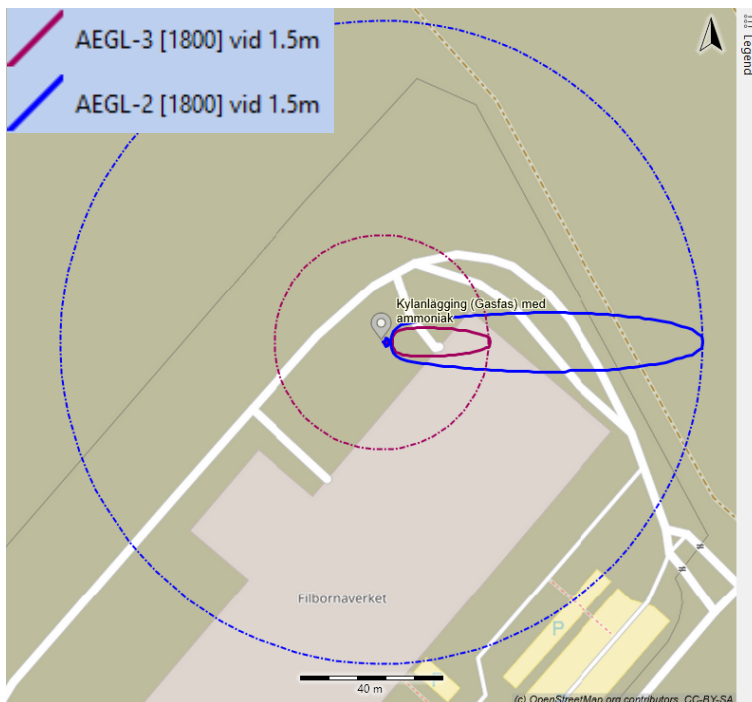 AEGL-3 [1800] vid 1.5m
AEGL-2 [1800] vid 1.5m
Legend
Kylanlägging (Gasfas) med
ammoniak
Filbornaverket
P
40 m
(c) OpenStreetMap.org contributors, CC-BY-SA